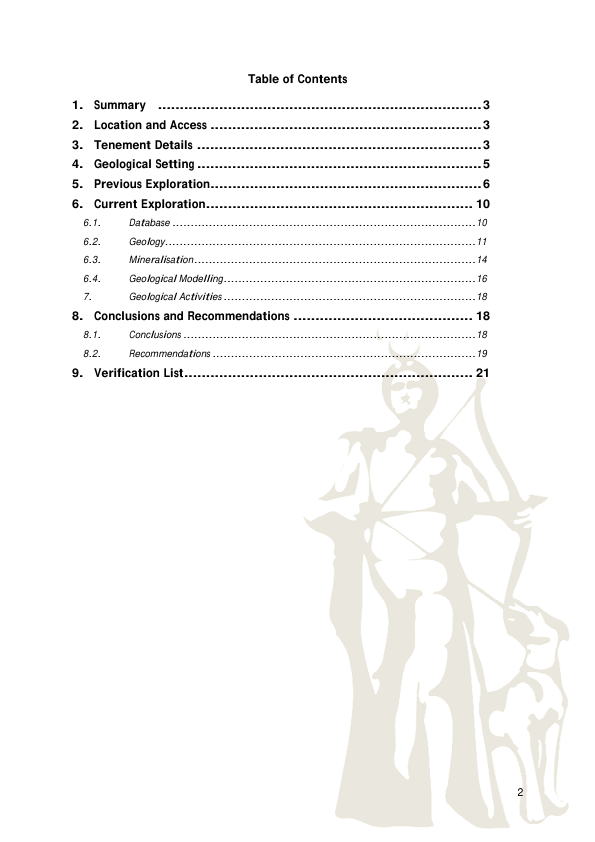 Table of Contents
1. Summary ........................................................................ 3
2. Location and Access ............................................................ 3
3. Tenement Details ............................................................... 3
4. Geological Setting ............................................................... 5
5. Previous Exploration............................................................ 6
6. Current Exploration........................................................... 10
6.1. Database .................................................................................................... 10
6.2. Geology...................................................................................................... 11
6.3. Mineralisation............................................................................................. 14
6.4. Geological Modelling................................................................................... 16
7. Geological Activities................................................................................... 18
8. Conclusions and Recommendations ........................................ 18
8.1. Conclusions ................................................................................................ 18
8.2. Recommendations ...................................................................................... 19
9. Verification List................................................................ 21
2